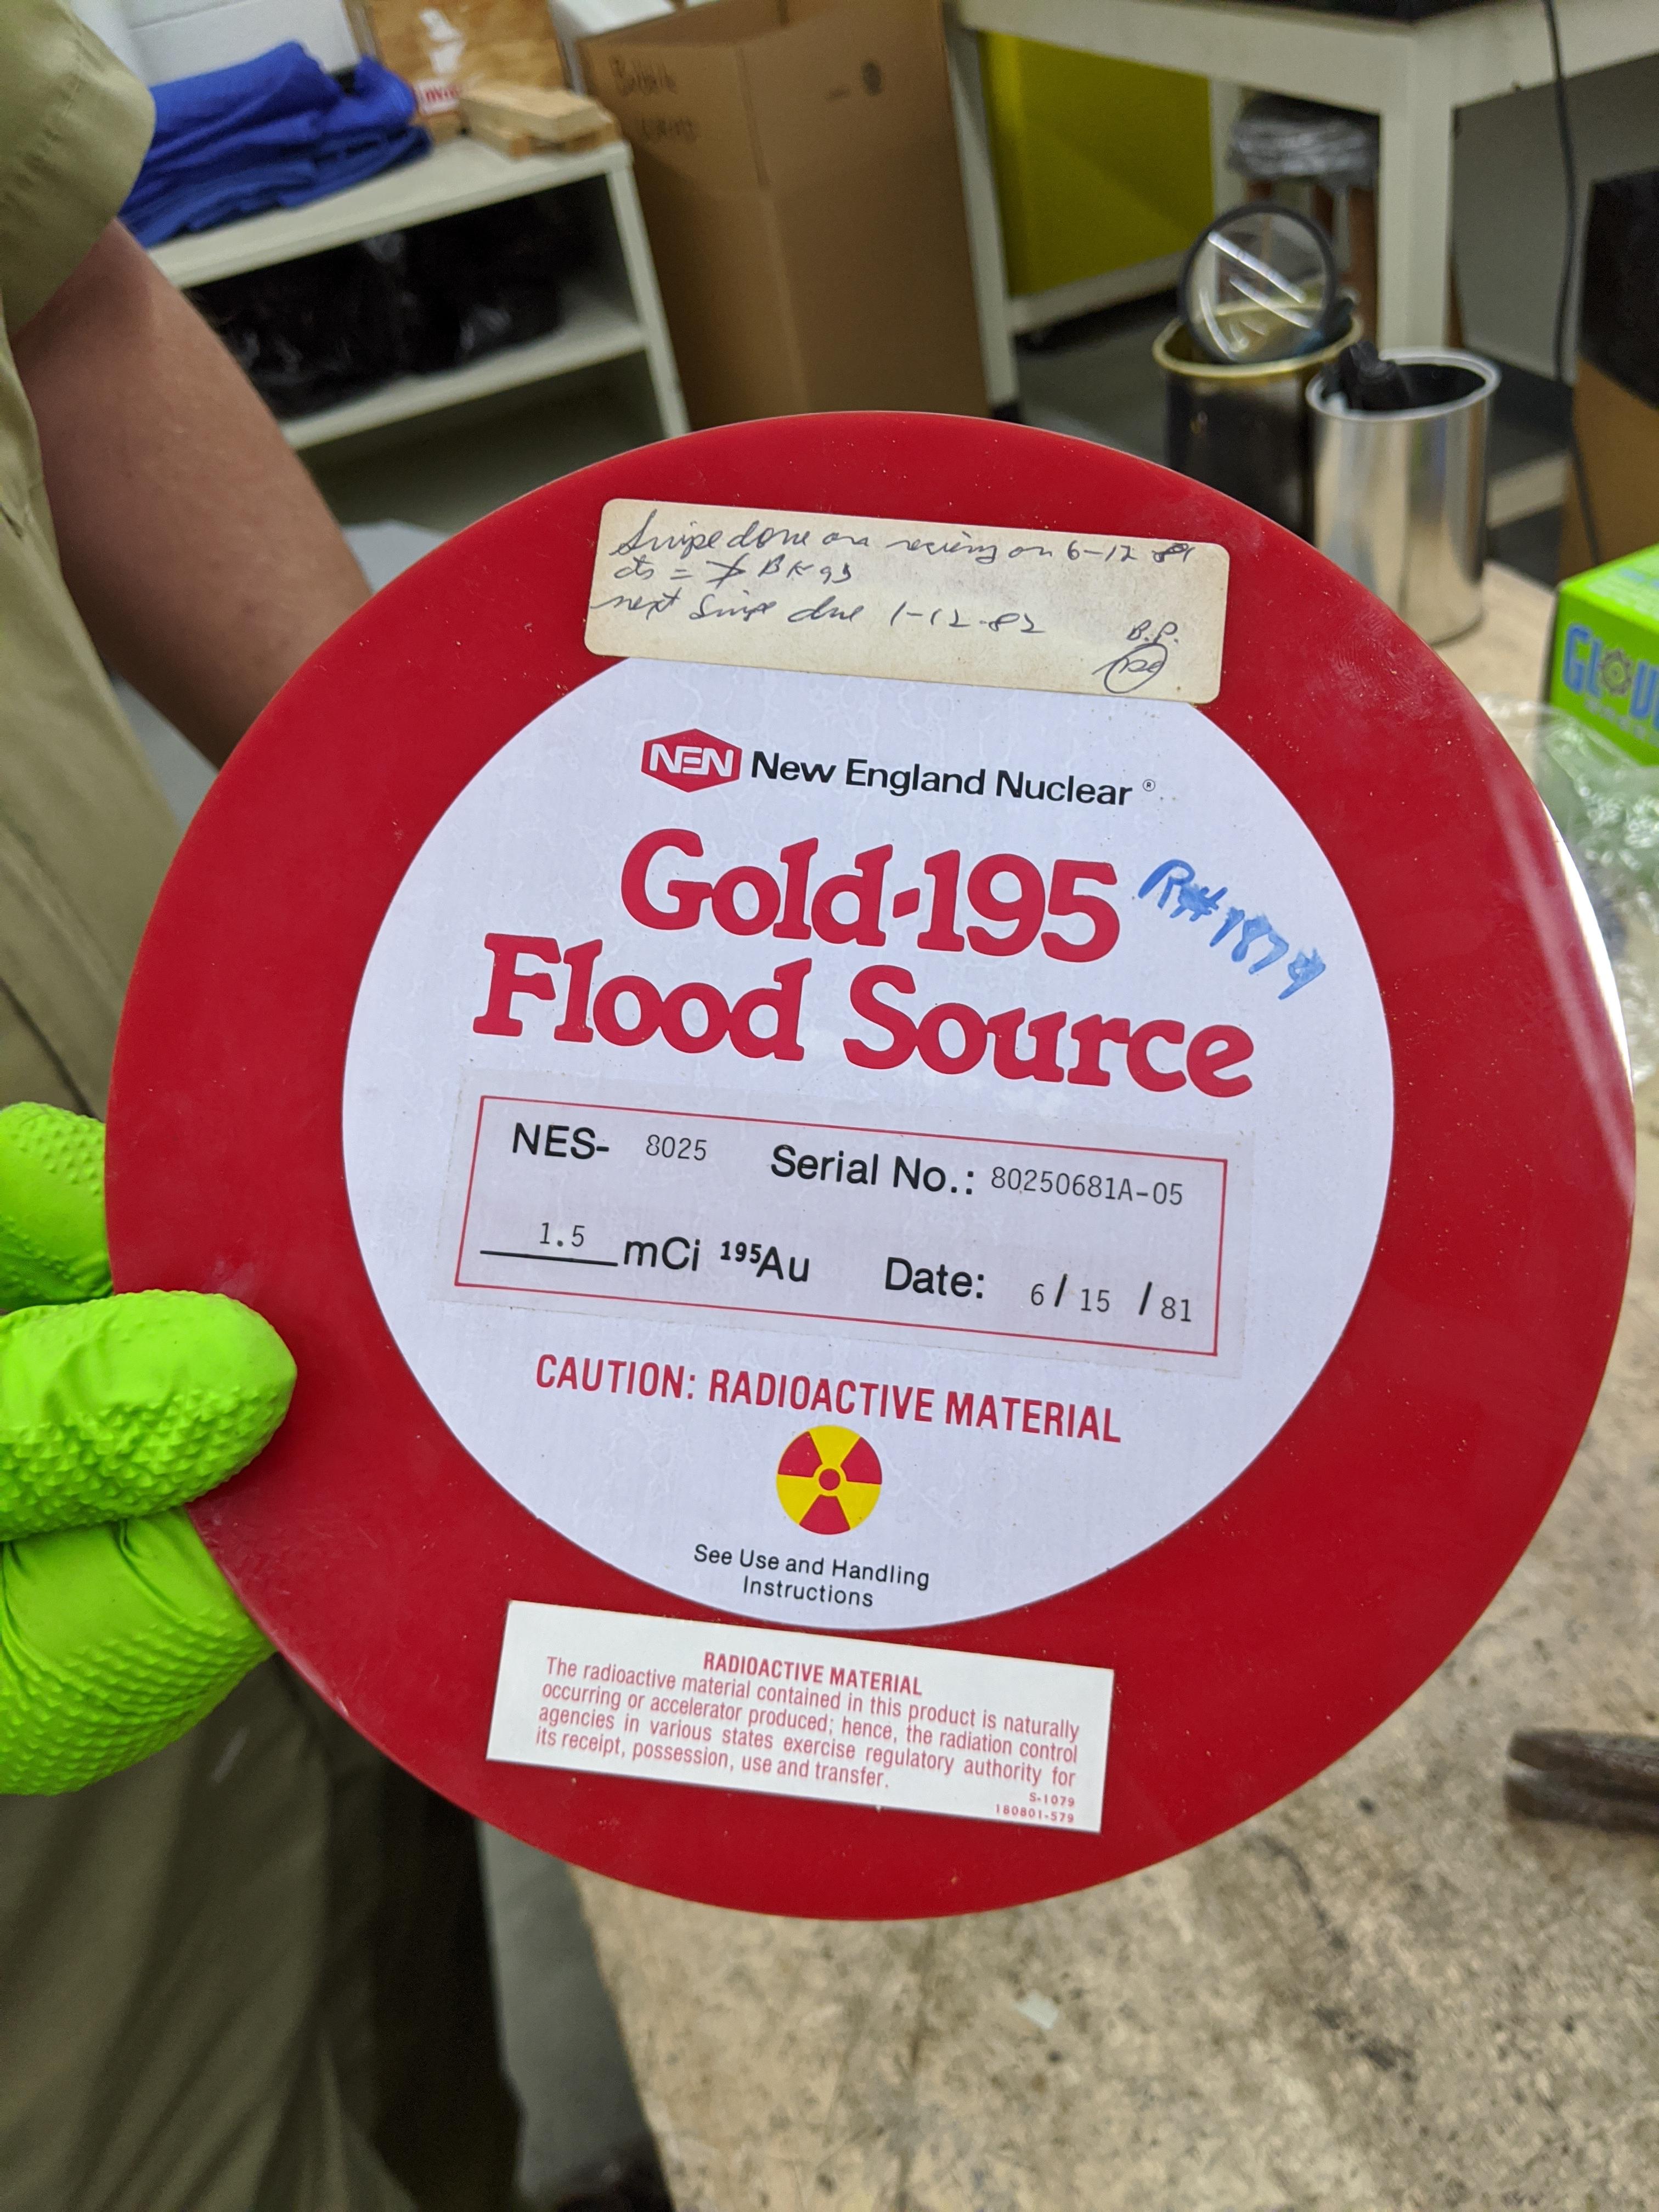 Swipe done on reciving on 6-12 81
cts = ≯ BKgs
next Swipe due 1-12-82
B.P.
NEN New England Nuclear ®
Gold-195
R#1879
Flood Source
NES- 8025 Serial No.: 80250681A-05
1.5 mCi ¹⁹⁵Au Date: 6/ 15 / 81
CAUTION: RADIOACTIVE MATERIAL
See Use and Handling
Instructions
RADIOACTIVE MATERIAL
The radioactive material contained in this product is naturally
occurring or accelerator produced; hence, the radiation control
agencies in various states exercise regulatory authority for
its receipt, possession, use and transfer.
S-1079
180801-579